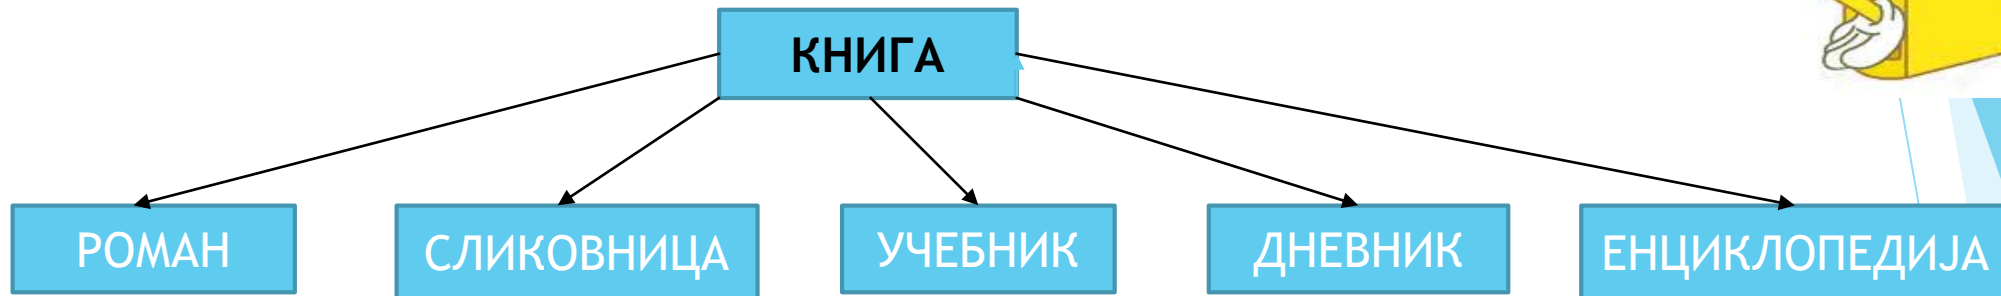 КНИГА
РОМАН
СЛИКОВНИЦА
УЧЕБНИК
ДНЕВНИК
ЕНЦИКЛОПЕДИЈА